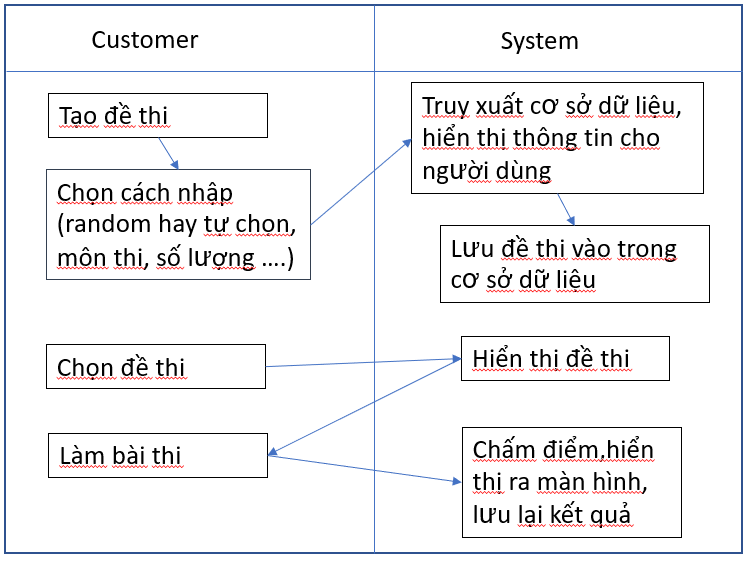 Customer
System
Tạo đề thi
Truy xuất cơ sở dữ liệu,
hiển thị thông tin cho
người dùng
Chọn cách nhập
(random hay tự chọn,
môn thi, số lượng ….)
Lưu đề thi vào trong
cơ sở dữ liệu
Chọn đề thi
Hiển thị đề thi
Làm bài thi
Chấm điểm,hiển
thị ra màn hình,
lưu lại kết quả